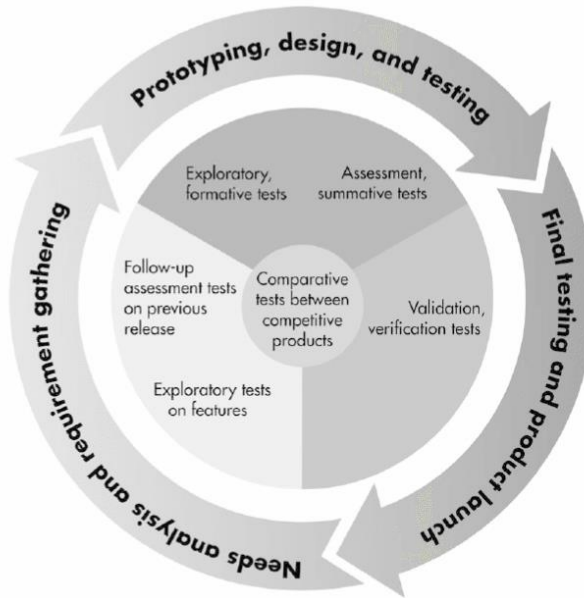 Prototyping, design, and testing
Exploratory,
formative tests
Assessment,
summative tests
Final testing and product launch
Follow-up
assessment tests
on previous
release
Comparative
tests between
competitive
products
Validation,
verification tests
Exploratory tests
on features
Needs analysis and requirement gathering